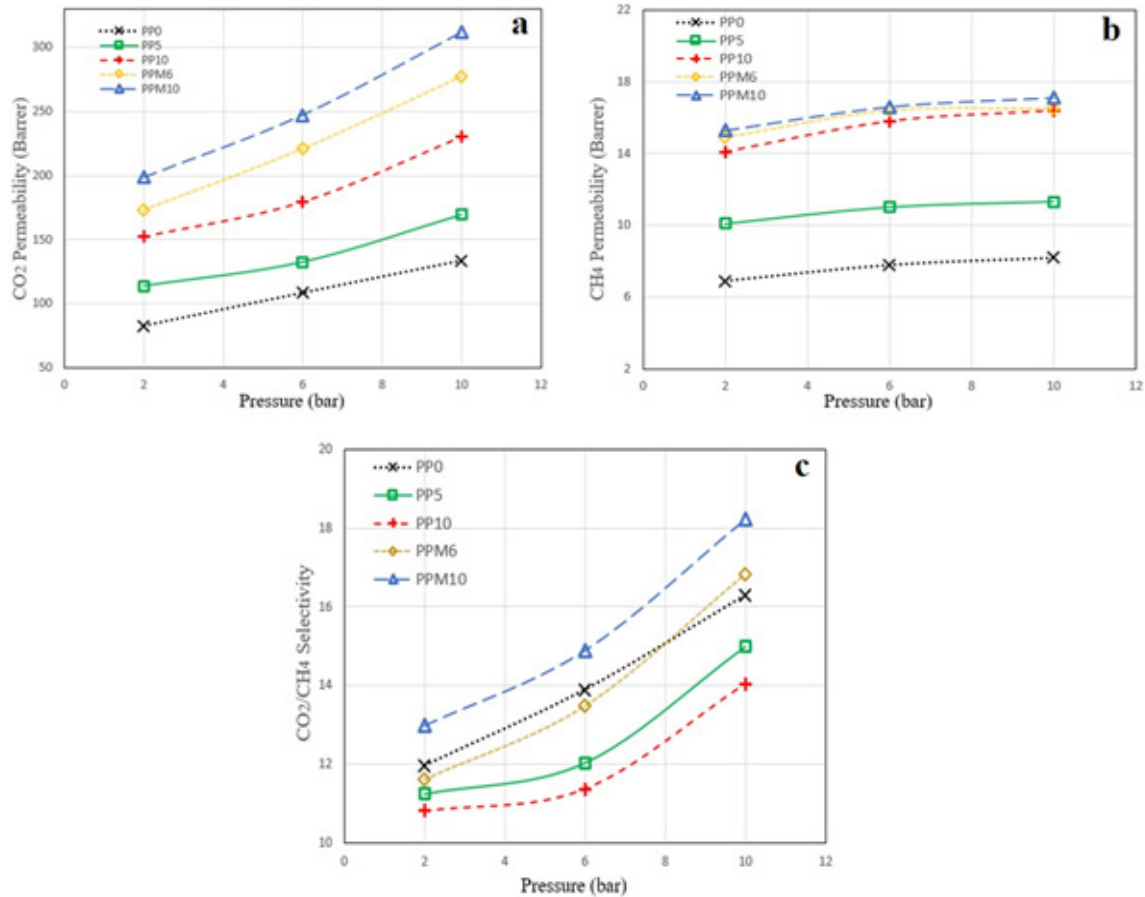 a
PP0
PP5
PP10
PPM6
PPM10
300
250
200
150
100
50
0
2
4
6
8
10
12
CO2 Permeability (Barrer)
Pressure (bar)
b
PP0
PP5
PP10
PPM6
PPM10
22
18
14
10
6
2
0
2
4
6
8
10
12
CH4 Permeability (Barrer)
Pressure (bar)
c
PP0
PP5
PP10
PPM6
PPM10
20
18
16
14
12
10
0
2
4
6
8
10
12
CO2/CH4 Selectivity
Pressure (bar)